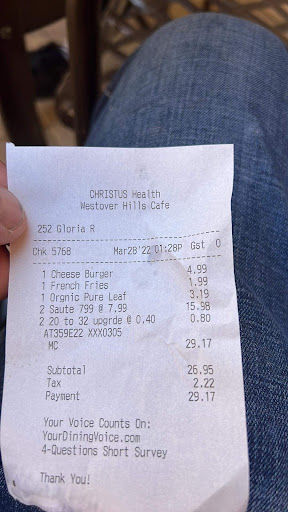 CHRISTUS Health
Westover Hills Cafe
252 Gloria R
Chk 5768 Mar28'22 01:28P Gst 0
1 Cheese Burger 4.99
1 French Fries 1.99
1 Orgnic Pure Leaf 3.19
2 Saute 799 @ 7.99 15.98
2 20 to 32 upgrde @ 0.40 0.80
AT359E22 XXX0305
MC 29.17
Subtotal 26.95
Tax 2.22
Payment 29.17
Your Voice Counts On:
YourDiningVoice.com
4-Questions Short Survey
Thank You!